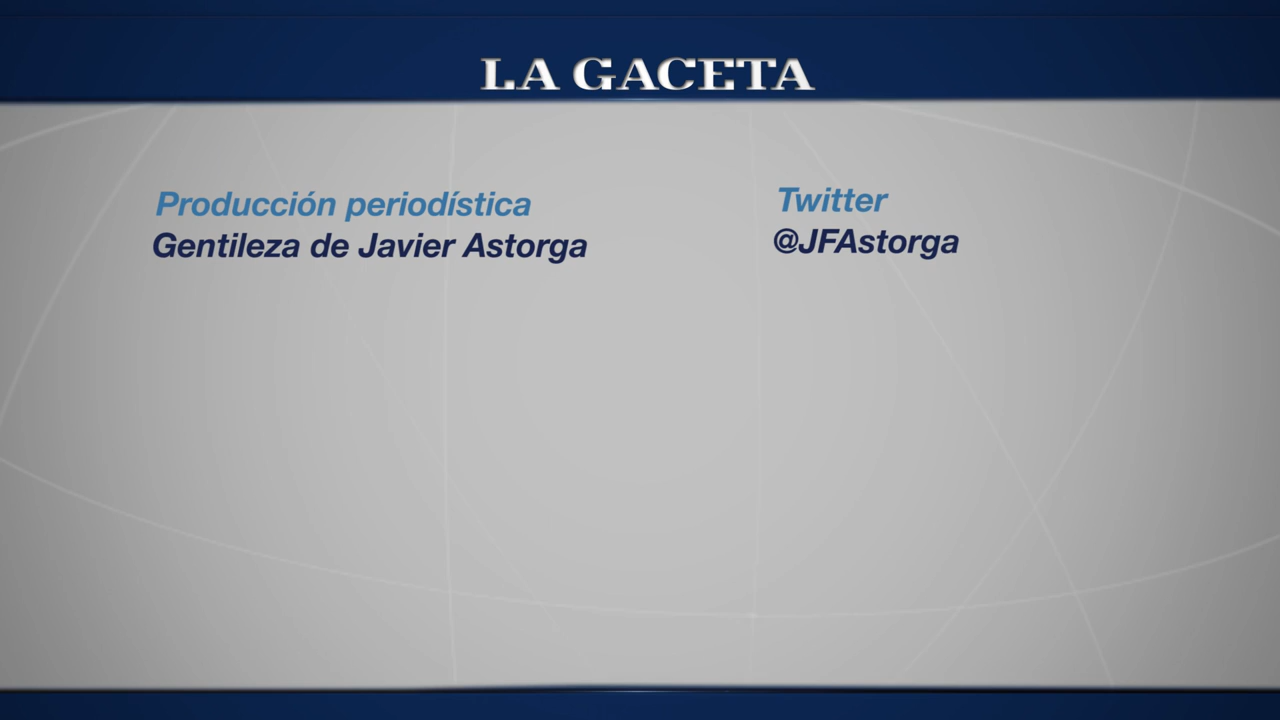 LA GACETA
Producción periodística
Gentileza de Javier Astorga
Twitter
@JFAstorga